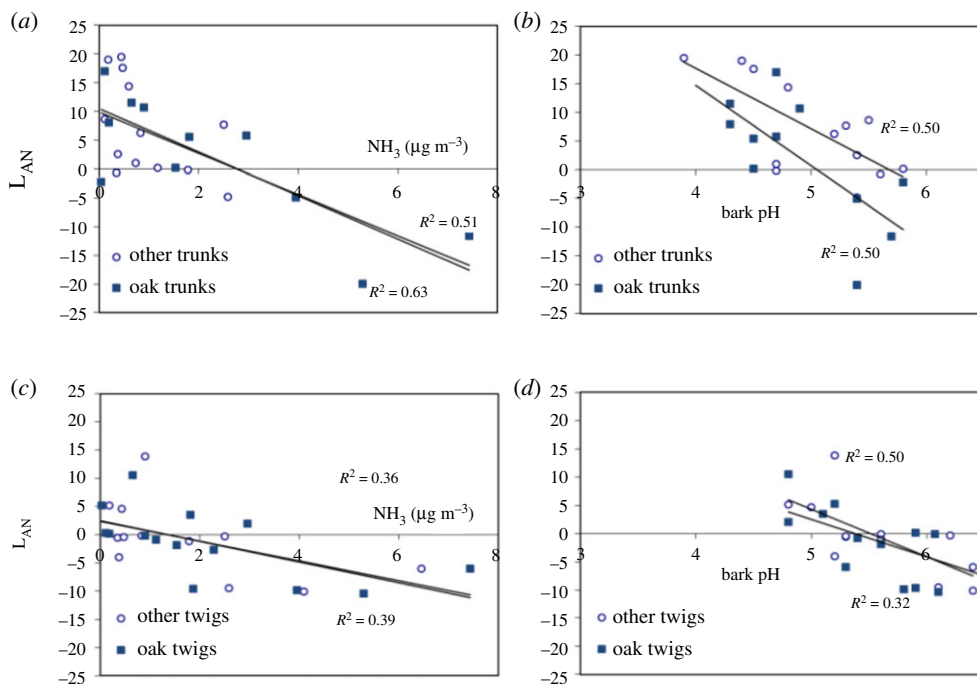 (a)
25
20
15
10
5
0
−5
−10
−15
−20
−25
L_AN
0 2 4 6 8
NH₃ (µg m⁻³)
R² = 0.51
R² = 0.63
other trunks
oak trunks
(b)
25
20
15
10
5
0
−5
−10
−15
−20
−25
3 4 5 6
bark pH
R² = 0.50
R² = 0.50
other trunks
oak trunks
(c)
25
20
15
10
5
0
−5
−10
−15
−20
−25
L_AN
0 2 4 6 8
R² = 0.36
NH₃ (µg m⁻³)
R² = 0.39
other twigs
oak twigs
(d)
25
20
15
10
5
0
−5
−10
−15
−20
−25
3 4 5 6
bark pH
R² = 0.50
R² = 0.32
other twigs
oak twigs